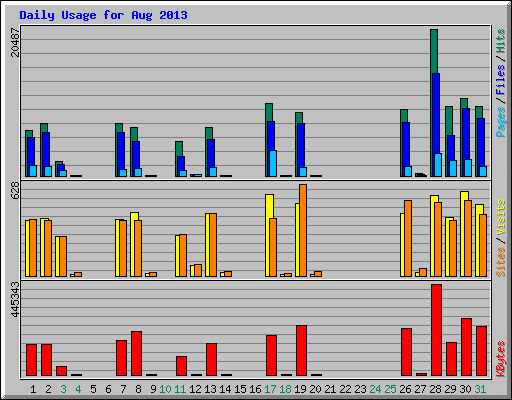 Daily Usage for Aug 2013
20487
628
445343
Pages / Files / Hits
Sites / Visits
KBytes
1 2 3 4 5 6 7 8 9 10 11 12 13 14 15 16 17 18 19 20 21 22 23 24 25 26 27 28 29 30 31